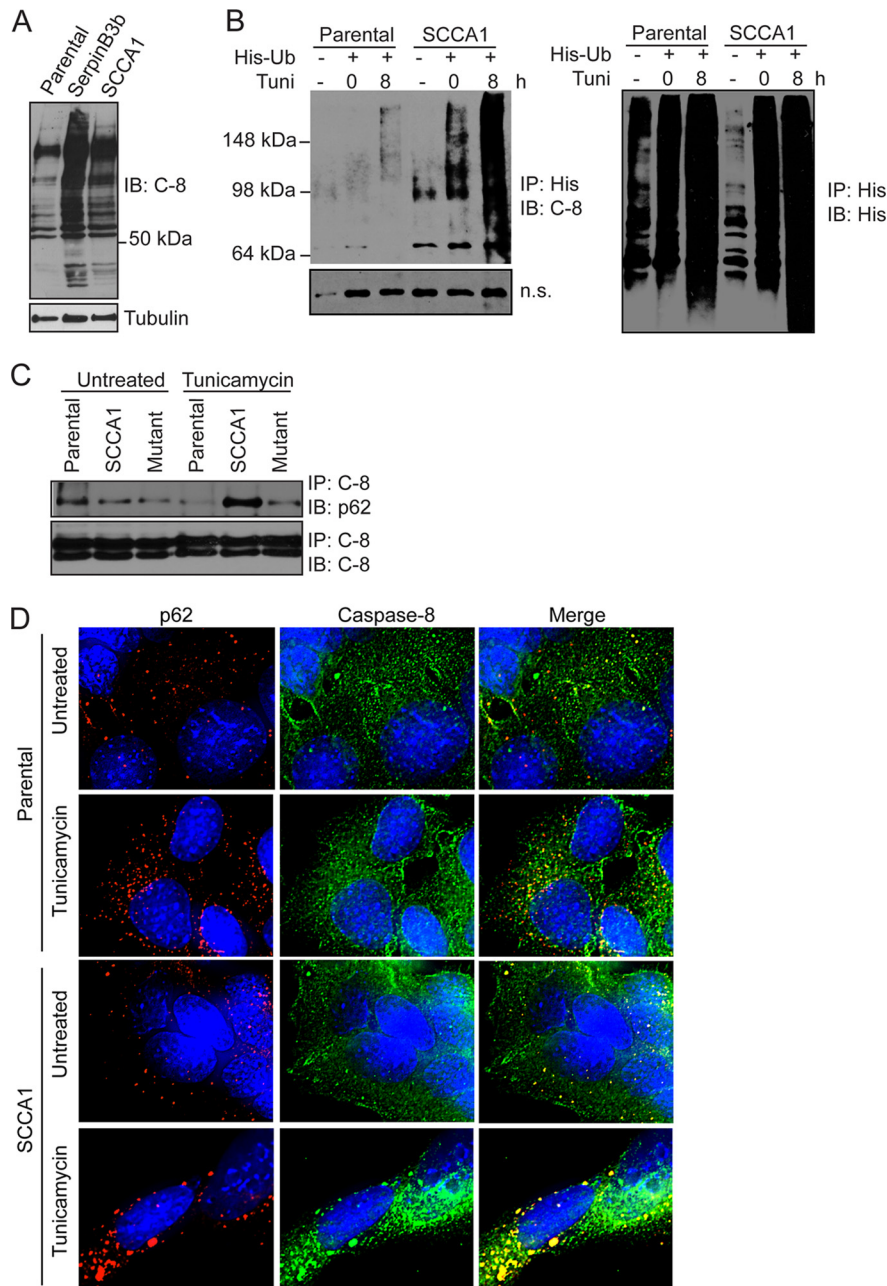 A
Parental
SerpinB3b
SCCA1
IB: C-8
50 kDa
Tubulin
B
Parental SCCA1
His-Ub - + + - + +
Tuni - 0 8 - 0 8 h
148 kDa
98 kDa
64 kDa
IP: His
IB: C-8
n.s.
Parental SCCA1
His-Ub - + + - + +
Tuni - 0 8 - 0 8 h
IP: His
IB: His
C
Untreated Tunicamycin
Parental SCCA1 Mutant Parental SCCA1 Mutant
IP: C-8
IB: p62
IP: C-8
IB: C-8
D
p62 Caspase-8 Merge
Parental
Untreated
Tunicamycin
SCCA1
Untreated
Tunicamycin